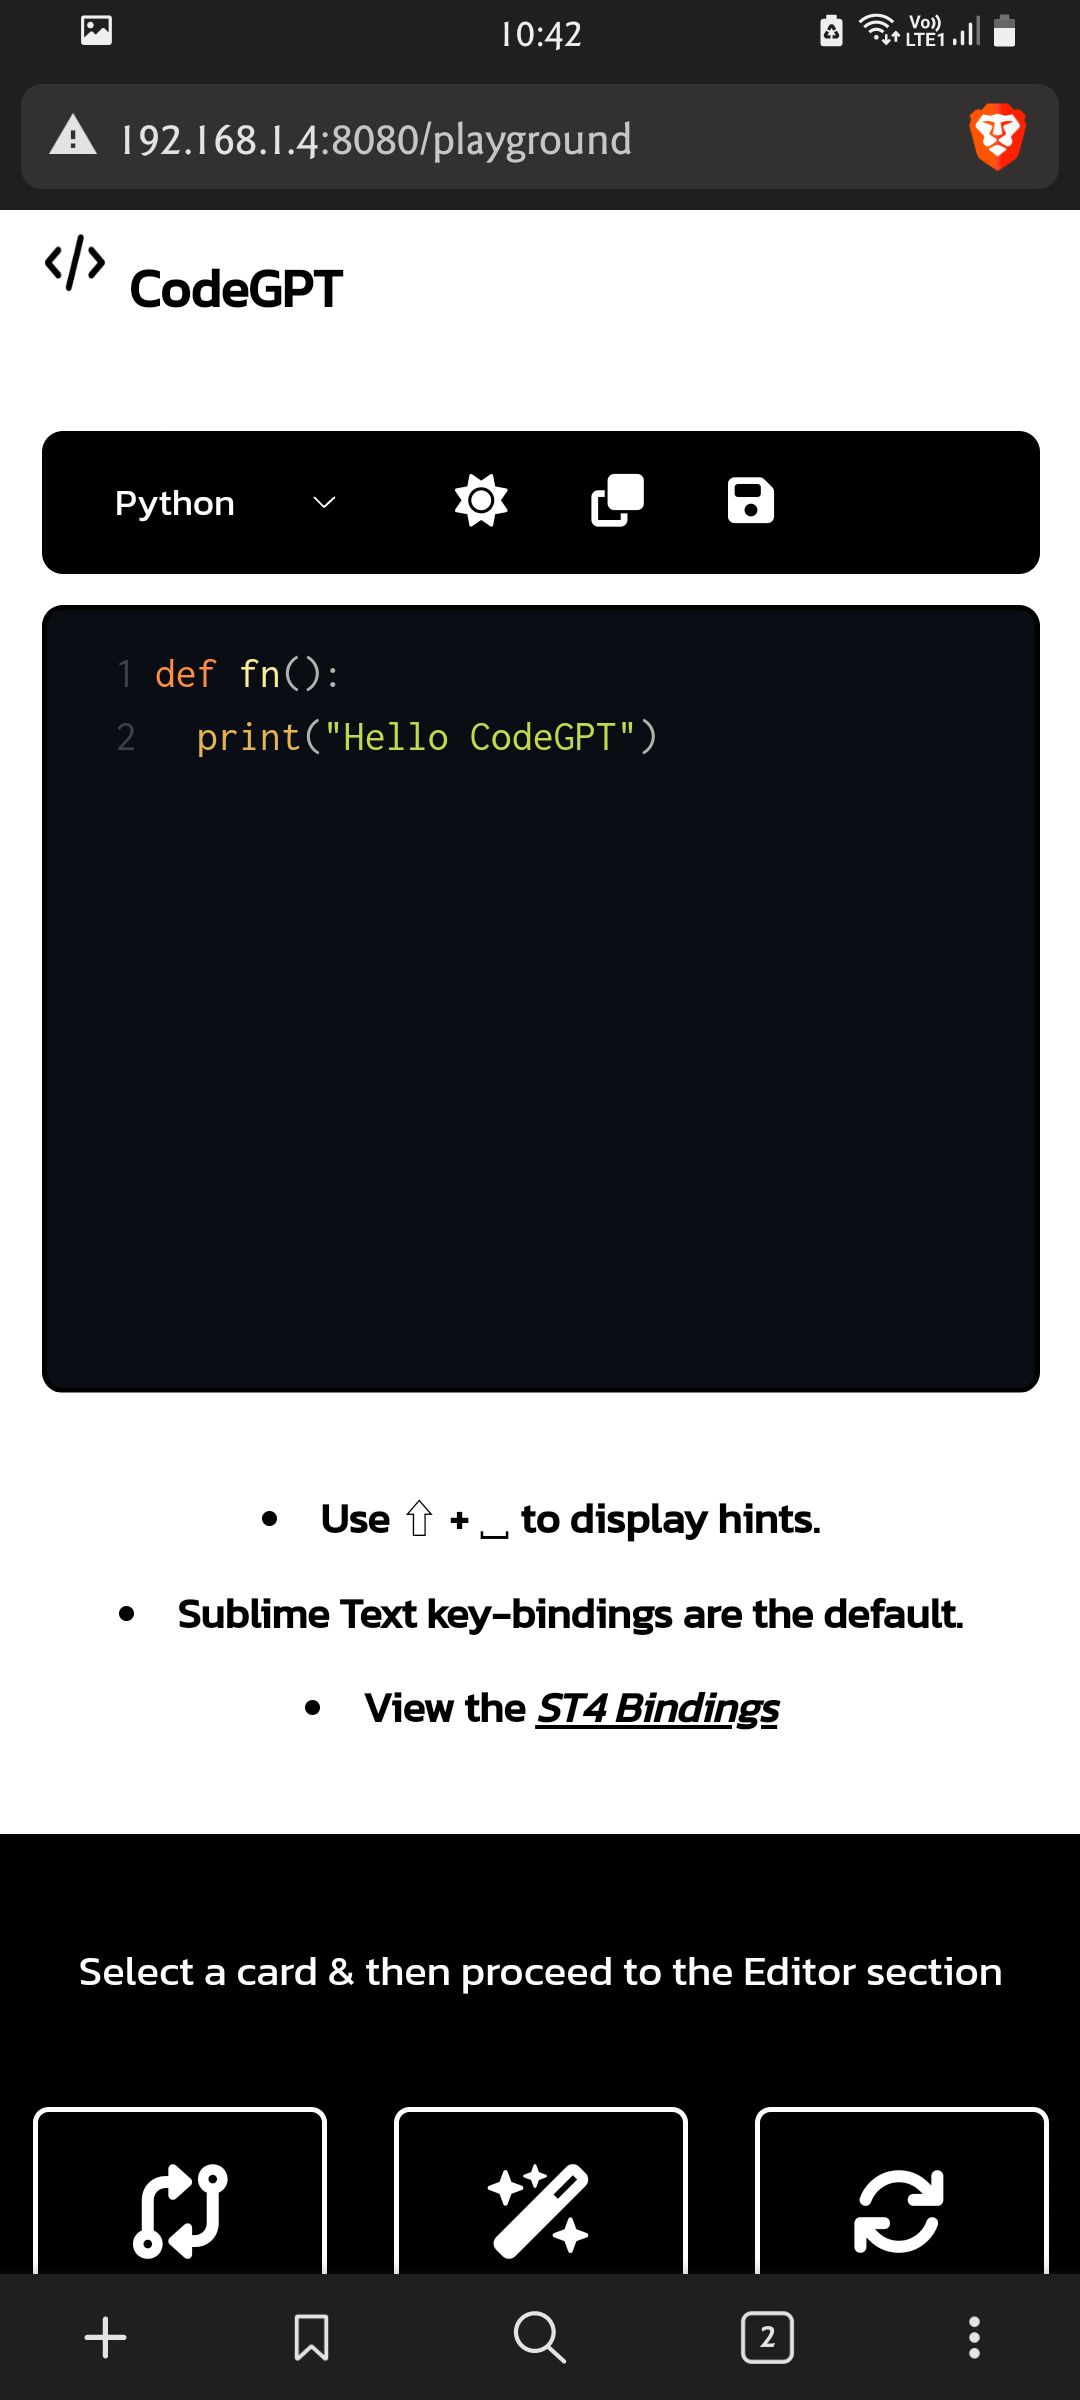 10:42
Vo)) LTE1
192.168.1.4:8080/playground
</> CodeGPT
Python
1 def fn():
2 print("Hello CodeGPT")
• Use ⇧ + ⎵ to display hints.
• Sublime Text key-bindings are the default.
• View the ST4 Bindings
Select a card & then proceed to the Editor section
2